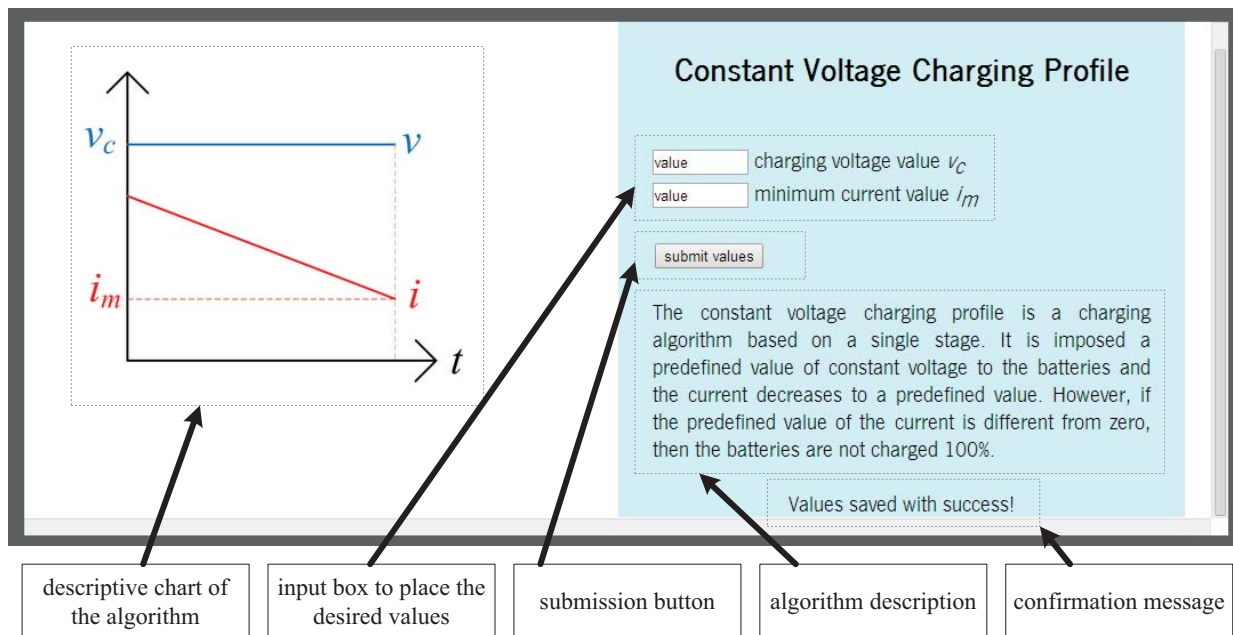 v_c
v
i_m
i
t
Constant Voltage Charging Profile
value charging voltage value v_C
value minimum current value i_m
submit values
The constant voltage charging profile is a charging
algorithm based on a single stage. It is imposed a
predefined value of constant voltage to the batteries and
the current decreases to a predefined value. However, if
the predefined value of the current is different from zero,
then the batteries are not charged 100%.
Values saved with success!
descriptive chart of
the algorithm
input box to place the
desired values
submission button
algorithm description
confirmation message